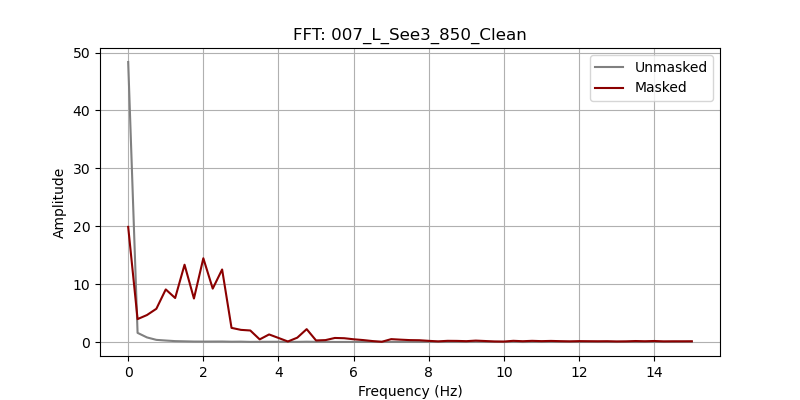 FFT: 007_L_See3_850_Clean
Unmasked
Masked
Amplitude
50
40
30
20
10
0
0 2 4 6 8 10 12 14
Frequency (Hz)